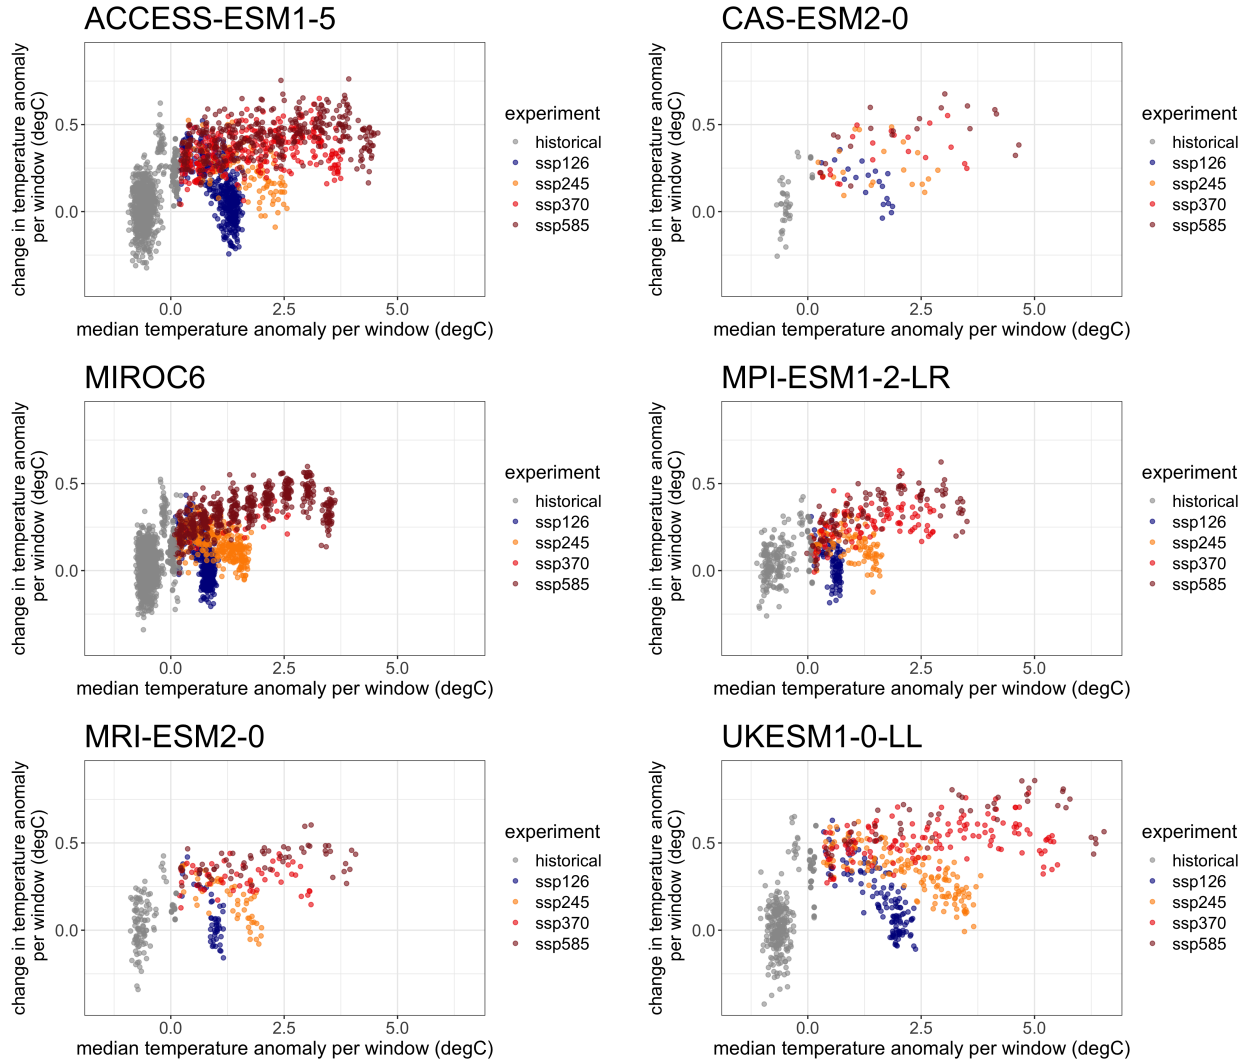 ACCESS-ESM1-5
change in temperature anomaly
per window (degC)
0.5
0.0
0.0 2.5 5.0
median temperature anomaly per window (degC)
experiment
historical
ssp126
ssp245
ssp370
ssp585
CAS-ESM2-0
change in temperature anomaly
per window (degC)
0.5
0.0
0.0 2.5 5.0
median temperature anomaly per window (degC)
experiment
historical
ssp126
ssp245
ssp370
ssp585
MIROC6
change in temperature anomaly
per window (degC)
0.5
0.0
0.0 2.5 5.0
median temperature anomaly per window (degC)
experiment
historical
ssp126
ssp245
ssp370
ssp585
MPI-ESM1-2-LR
change in temperature anomaly
per window (degC)
0.5
0.0
0.0 2.5 5.0
median temperature anomaly per window (degC)
experiment
historical
ssp126
ssp245
ssp370
ssp585
MRI-ESM2-0
change in temperature anomaly
per window (degC)
0.5
0.0
0.0 2.5 5.0
median temperature anomaly per window (degC)
experiment
historical
ssp126
ssp245
ssp370
ssp585
UKESM1-0-LL
change in temperature anomaly
per window (degC)
0.5
0.0
0.0 2.5 5.0
median temperature anomaly per window (degC)
experiment
historical
ssp126
ssp245
ssp370
ssp585